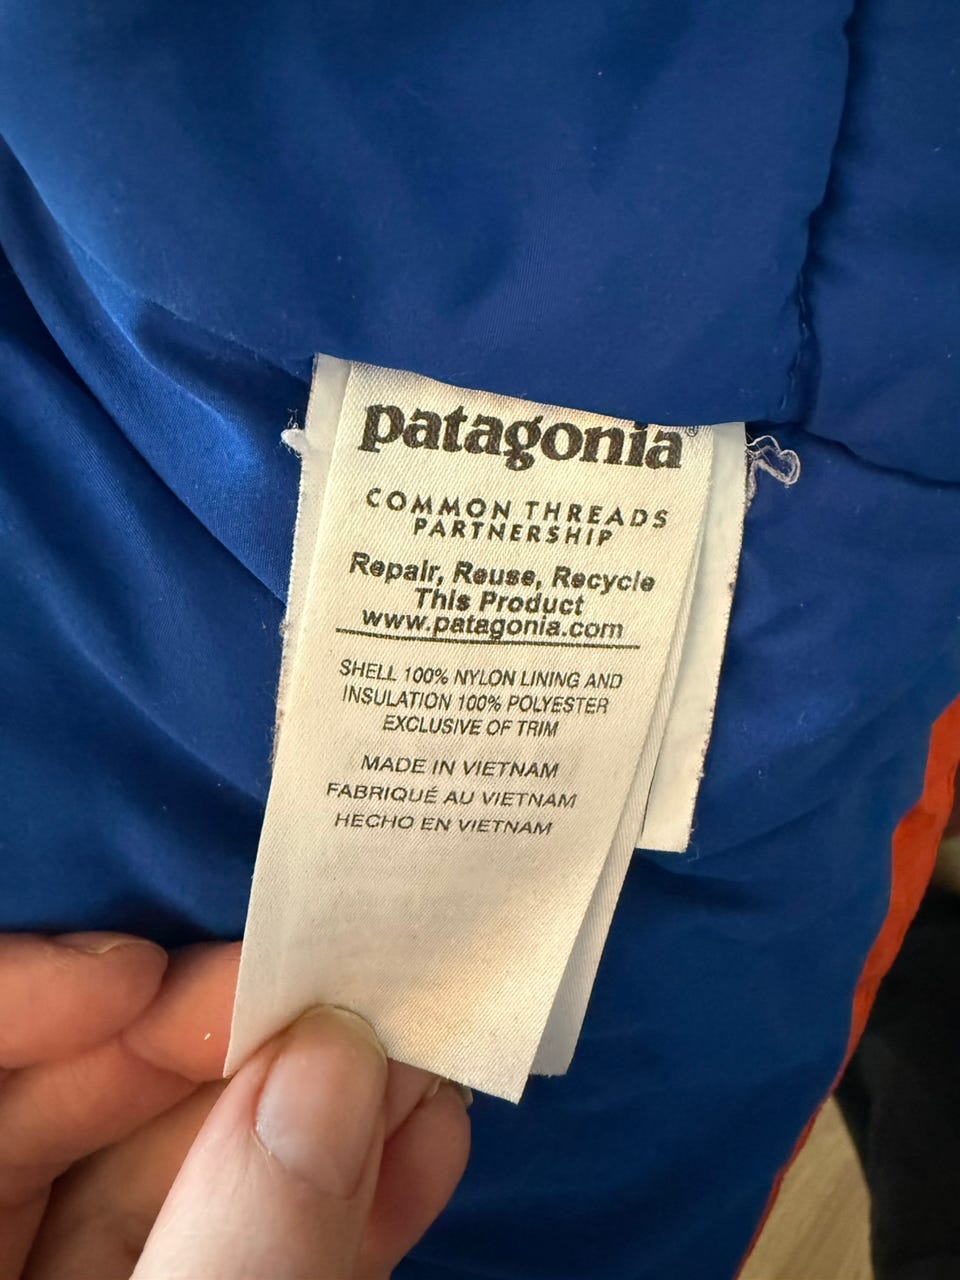 patagonia®
COMMON THREADS
PARTNERSHIP
Repair, Reuse, Recycle
This Product
www.patagonia.com
SHELL 100% NYLON LINING AND
INSULATION 100% POLYESTER
EXCLUSIVE OF TRIM
MADE IN VIETNAM
FABRIQUÉ AU VIETNAM
HECHO EN VIETNAM